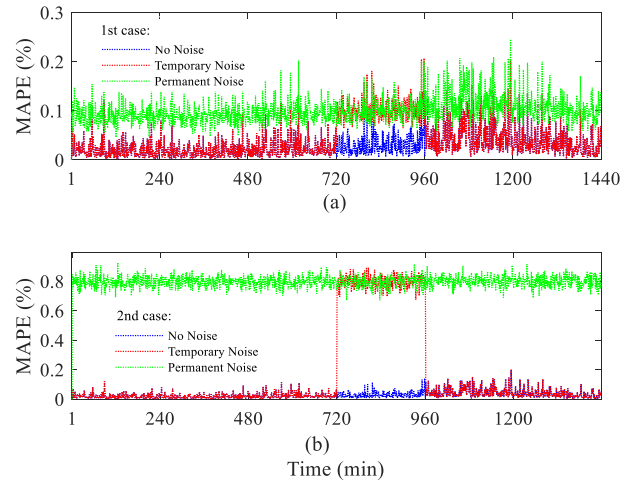 0.3
1st case:
No Noise
0.2
Temporary Noise
Permanent Noise
MAPE (%)
0.1
0
1 240 480 720 960 1200 1440
(a)
0.8
MAPE (%)
0.6
0.4
2nd case:
No Noise
0.2
Temporary Noise
Permanent Noise
0
1 240 480 720 960 1200
(b)
Time (min)